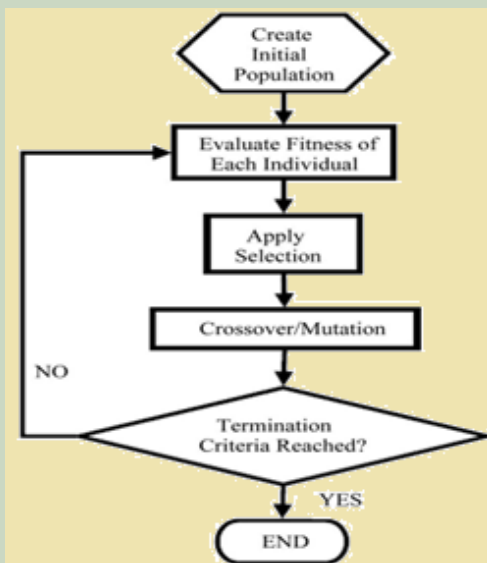 Create
Initial
Population
Evaluate Fitness of
Each Individual
Apply
Selection
Crossover/Mutation
NO
Termination
Criteria Reached?
YES
END